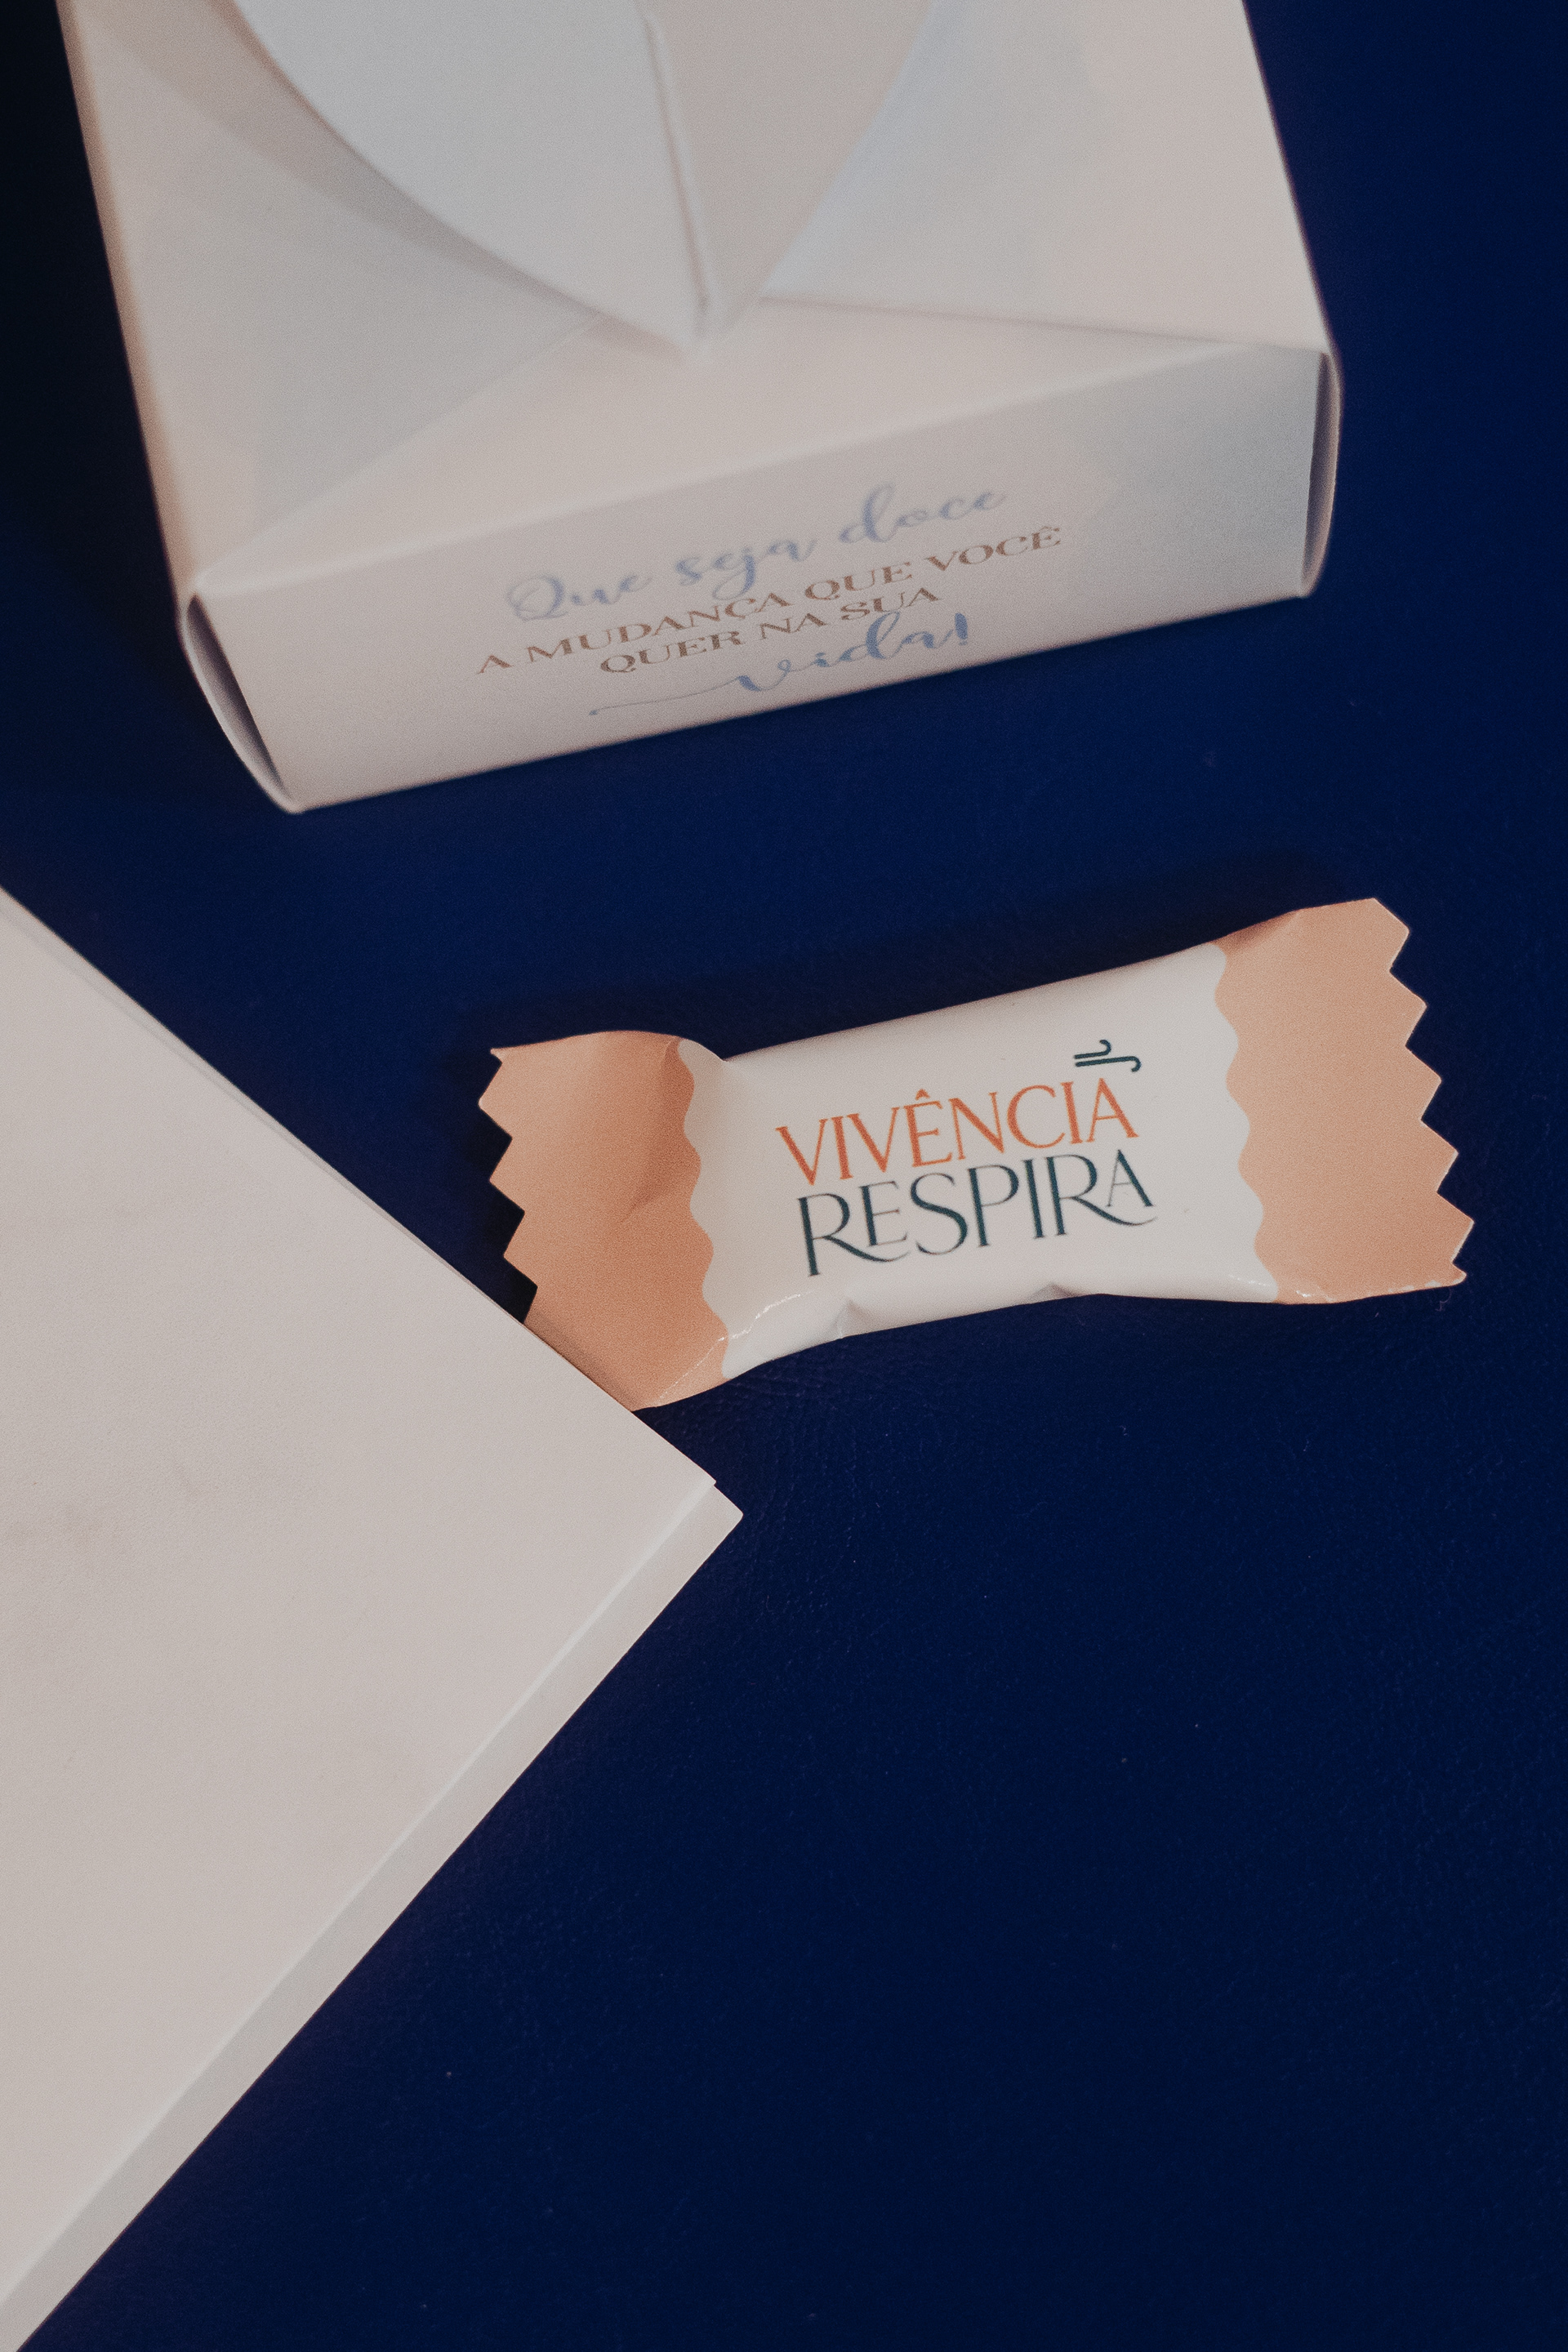 Que seja doce
A MUDANÇA QUE VOCÊ
QUER NA SUA
vida!
VIVÊNCIA
RESPIRA